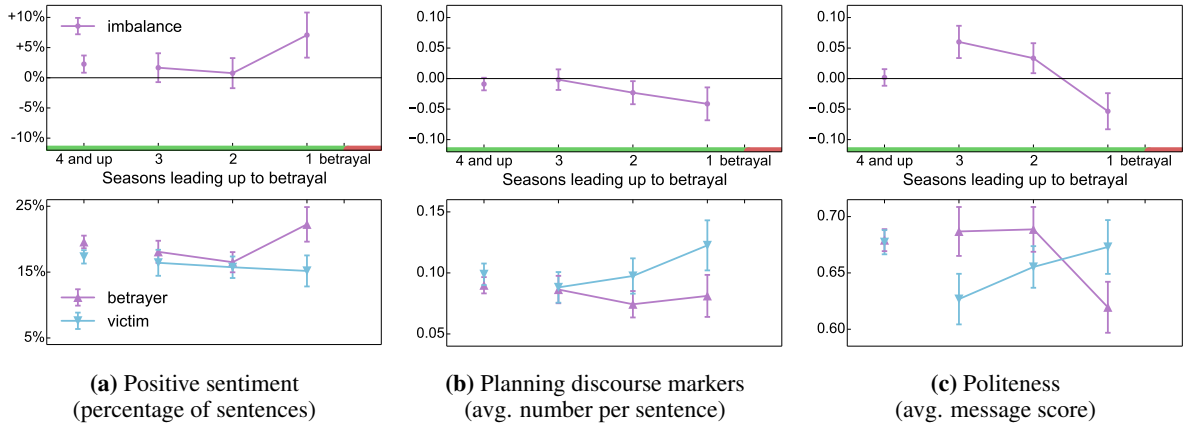 +10%
+5%
0%
-5%
-10%
imbalance
4 and up 3 2 1 betrayal
Seasons leading up to betrayal
0.10
0.05
0.00
−0.05
−0.10
4 and up 3 2 1 betrayal
Seasons leading up to betrayal
0.10
0.05
0.00
−0.05
−0.10
4 and up 3 2 1 betrayal
Seasons leading up to betrayal
25%
15%
5%
betrayer
victim
0.15
0.10
0.05
0.70
0.65
0.60
(a) Positive sentiment
(percentage of sentences)
(b) Planning discourse markers
(avg. number per sentence)
(c) Politeness
(avg. message score)